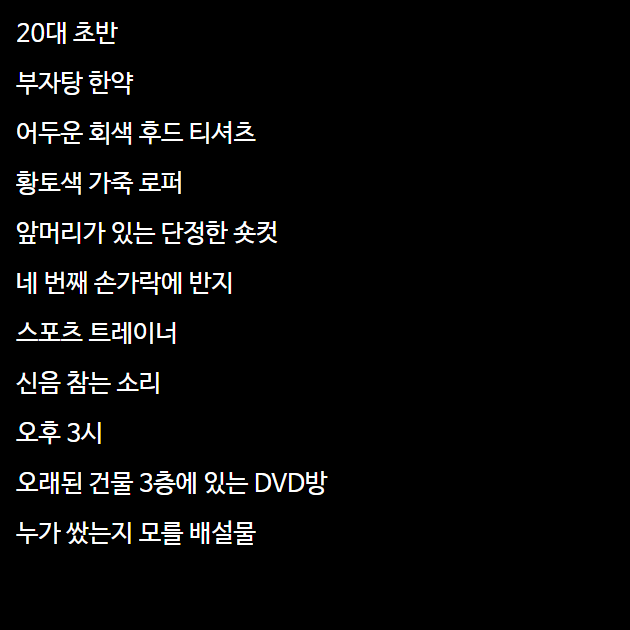 20대 초반
부자탕 한약
어두운 회색 후드 티셔츠
황토색 가죽 로퍼
앞머리가 있는 단정한 숏컷
네 번째 손가락에 반지
스포츠 트레이너
신음 참는 소리
오후 3시
오래된 건물 3층에 있는 DVD방
누가 쌌는지 모를 배설물